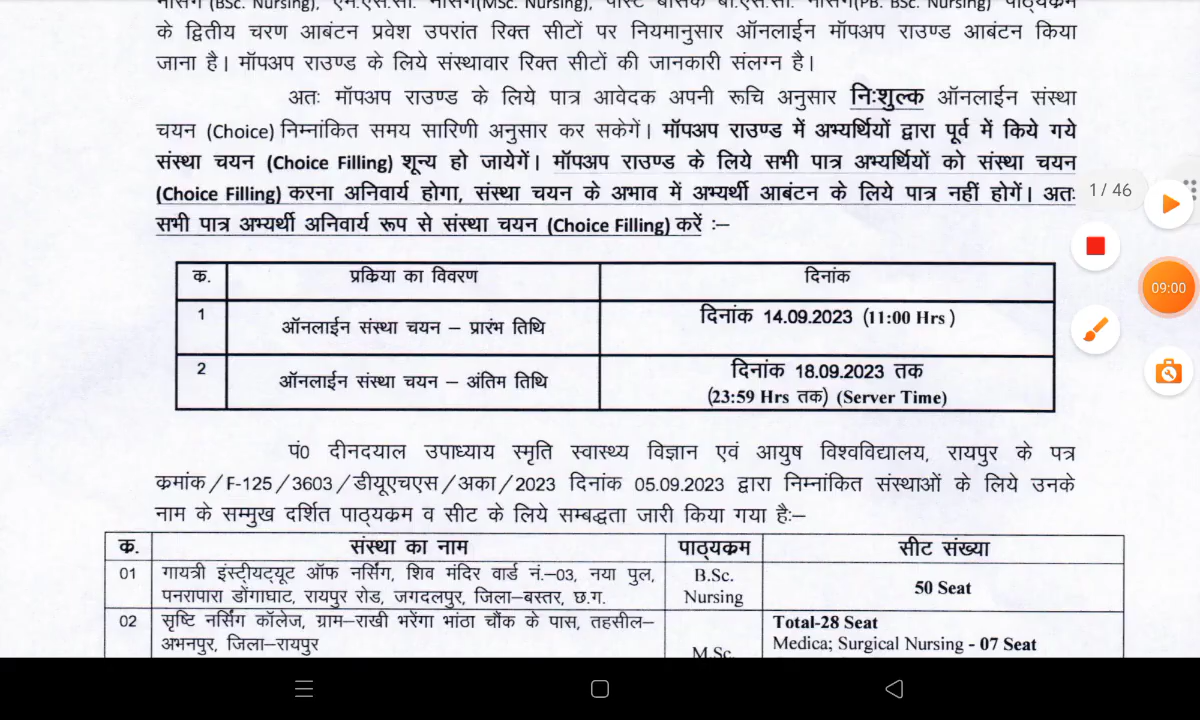 नर्सिंग (BSc. Nursing), एम.एस.सी. नर्सिंग(MSc. Nursing), पोस्ट बेसिक बी.एस.सी. नर्सिंग(PB. BSc. Nursing) पाठ्यक्रम
के द्वितीय चरण आबंटन प्रवेश उपरांत रिक्त सीटों पर नियमानुसार ऑनलाईन मॉपअप राउण्ड आबंटन किया
जाना है। मॉपअप राउण्ड के लिये संस्थावार रिक्त सीटों की जानकारी संलग्न है।
अतः मॉपअप राउण्ड के लिये पात्र आवेदक अपनी रूचि अनुसार निःशुल्क ऑनलाईन संस्था
चयन (Choice) निम्नांकित समय सारिणी अनुसार कर सकेगें। मॉपअप राउण्ड में अभ्यर्थियों द्वारा पूर्व में किये गये
संस्था चयन (Choice Filling) शून्य हो जायेगें। मॉपअप राउण्ड के लिये सभी पात्र अभ्यर्थियों को संस्था चयन
(Choice Filling) करना अनिवार्य होगा, संस्था चयन के अभाव में अभ्यर्थी आबंटन के लिये पात्र नहीं होगें। अतः
सभी पात्र अभ्यर्थी अनिवार्य रूप से संस्था चयन (Choice Filling) करें :–
1 / 46
क. प्रकिया का विवरण दिनांक
1 ऑनलाईन संस्था चयन – प्रारंभ तिथि दिनांक 14.09.2023 (11:00 Hrs )
09:00
2 ऑनलाईन संस्था चयन – अंतिम तिथि दिनांक 18.09.2023 तक
(23:59 Hrs तक) (Server Time)
पं0 दीनदयाल उपाध्याय स्मृति स्वास्थ्य विज्ञान एवं आयुष विश्वविद्यालय, रायपुर के पत्र
क्रमांक/F-125/3603/डीयूएचएस/अका/2023 दिनांक 05.09.2023 द्वारा निम्नांकित संस्थाओं के लिये उनके
नाम के सम्मुख दर्शित पाठ्यक्रम व सीट के लिये सम्बद्धता जारी किया गया है:–
क. संस्था का नाम पाठ्यक्रम सीट संख्या
01 गायत्री इंस्टीयट्यूट ऑफ नर्सिंग, शिव मंदिर वार्ड नं.–03, नया पुल, B.Sc.
पनरापारा डोंगाघाट, रायपुर रोड, जगदलपुर, जिला–बस्तर, छ.ग. Nursing 50 Seat
02 सृष्टि नर्सिंग कॉलेज, ग्राम–राखी भरेंगा भांठा चौंक के पास, तहसील– Total-28 Seat
अभनपुर, जिला–रायपुर M.Sc. Medica; Surgical Nursing - 07 Seat